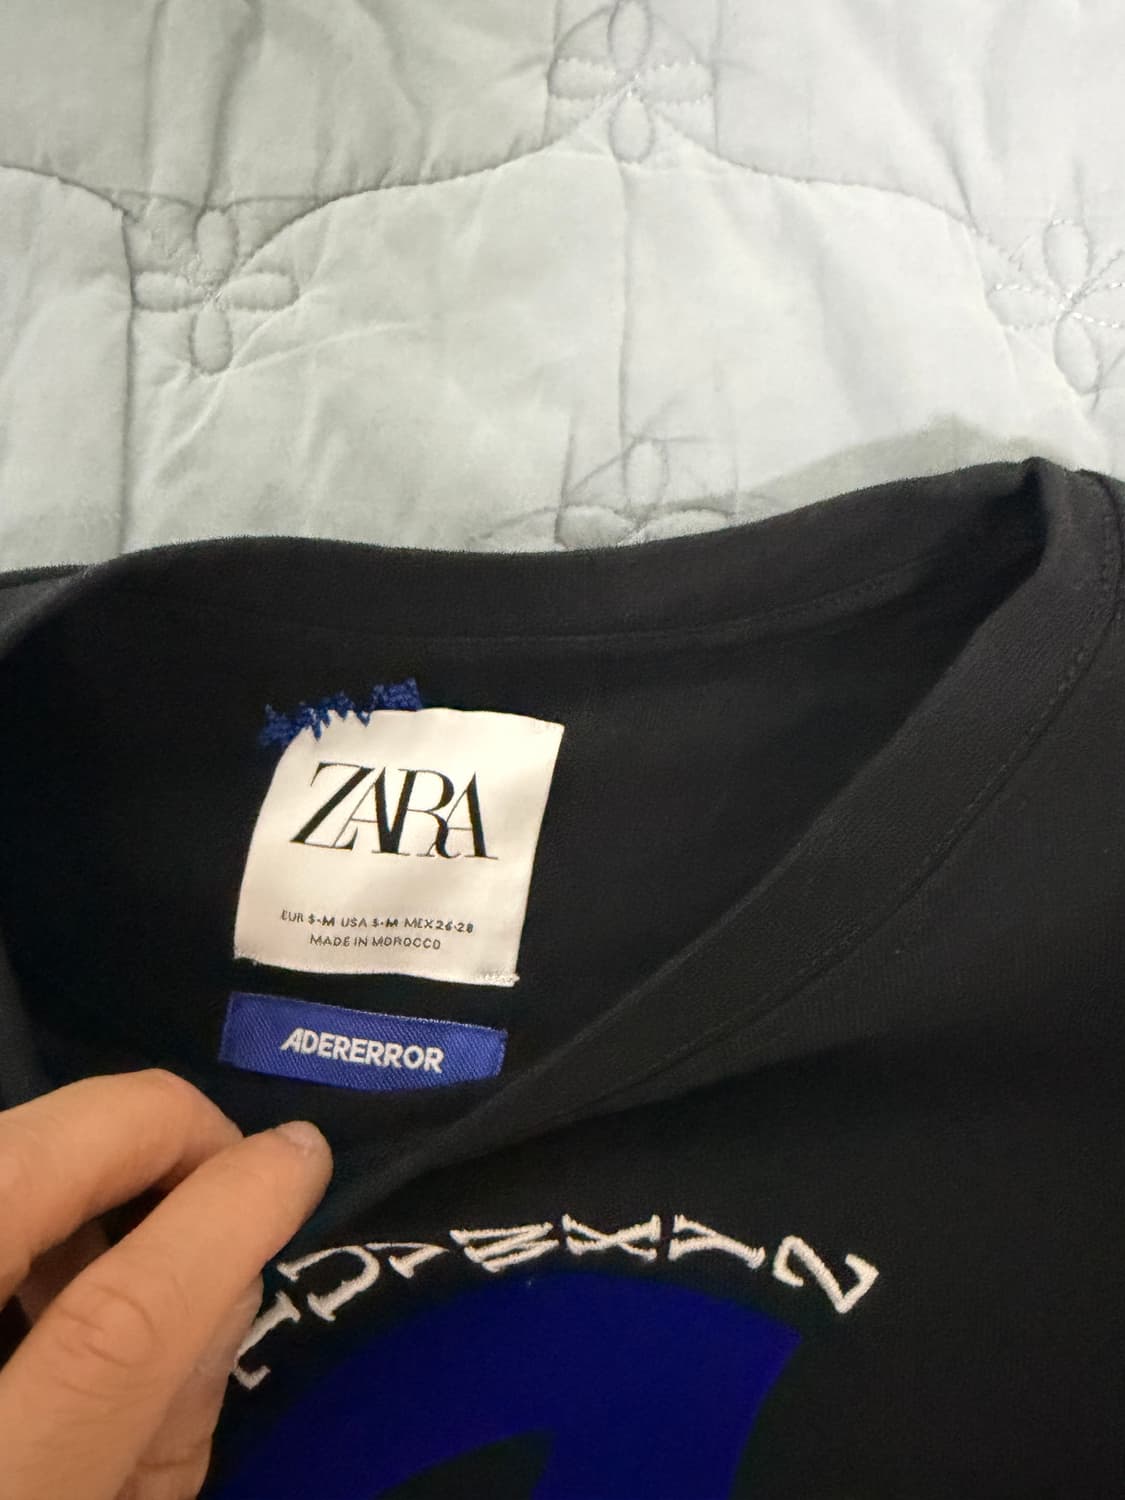 ZARA
EUR S-M USA S-M MEX 26-28
MADE IN MOROCCO
ADERERROR